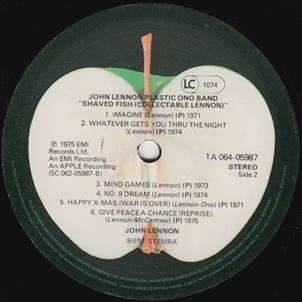 LC 1074
JOHN LENNON PLASTIC ONO BAND
"SHAVED FISH (COLLECTABLE LENNON)"
1. IMAGINE (Lennon) (P) 1971
2. WHATEVER GETS YOU THRU THE NIGHT
(Lennon) (P) 1974
℗ 1975 EMI
Records Ltd.
An EMI Recording
An APPLE Recording
(5C 062-05987-B)
1A 064-05987
STEREO
Side 2
3. MIND GAMES (Lennon) (P) 1973
4. NO. 9 DREAM (Lennon) (P) 1974
5. HAPPY X-MAS (WAR IS OVER) (Lennon-Ono) (P) 1971
6. GIVE PEACE A CHANCE (REPRISE)
(Lennon-McCartney) (P) 1975
JOHN LENNON
BIEM STEMRA